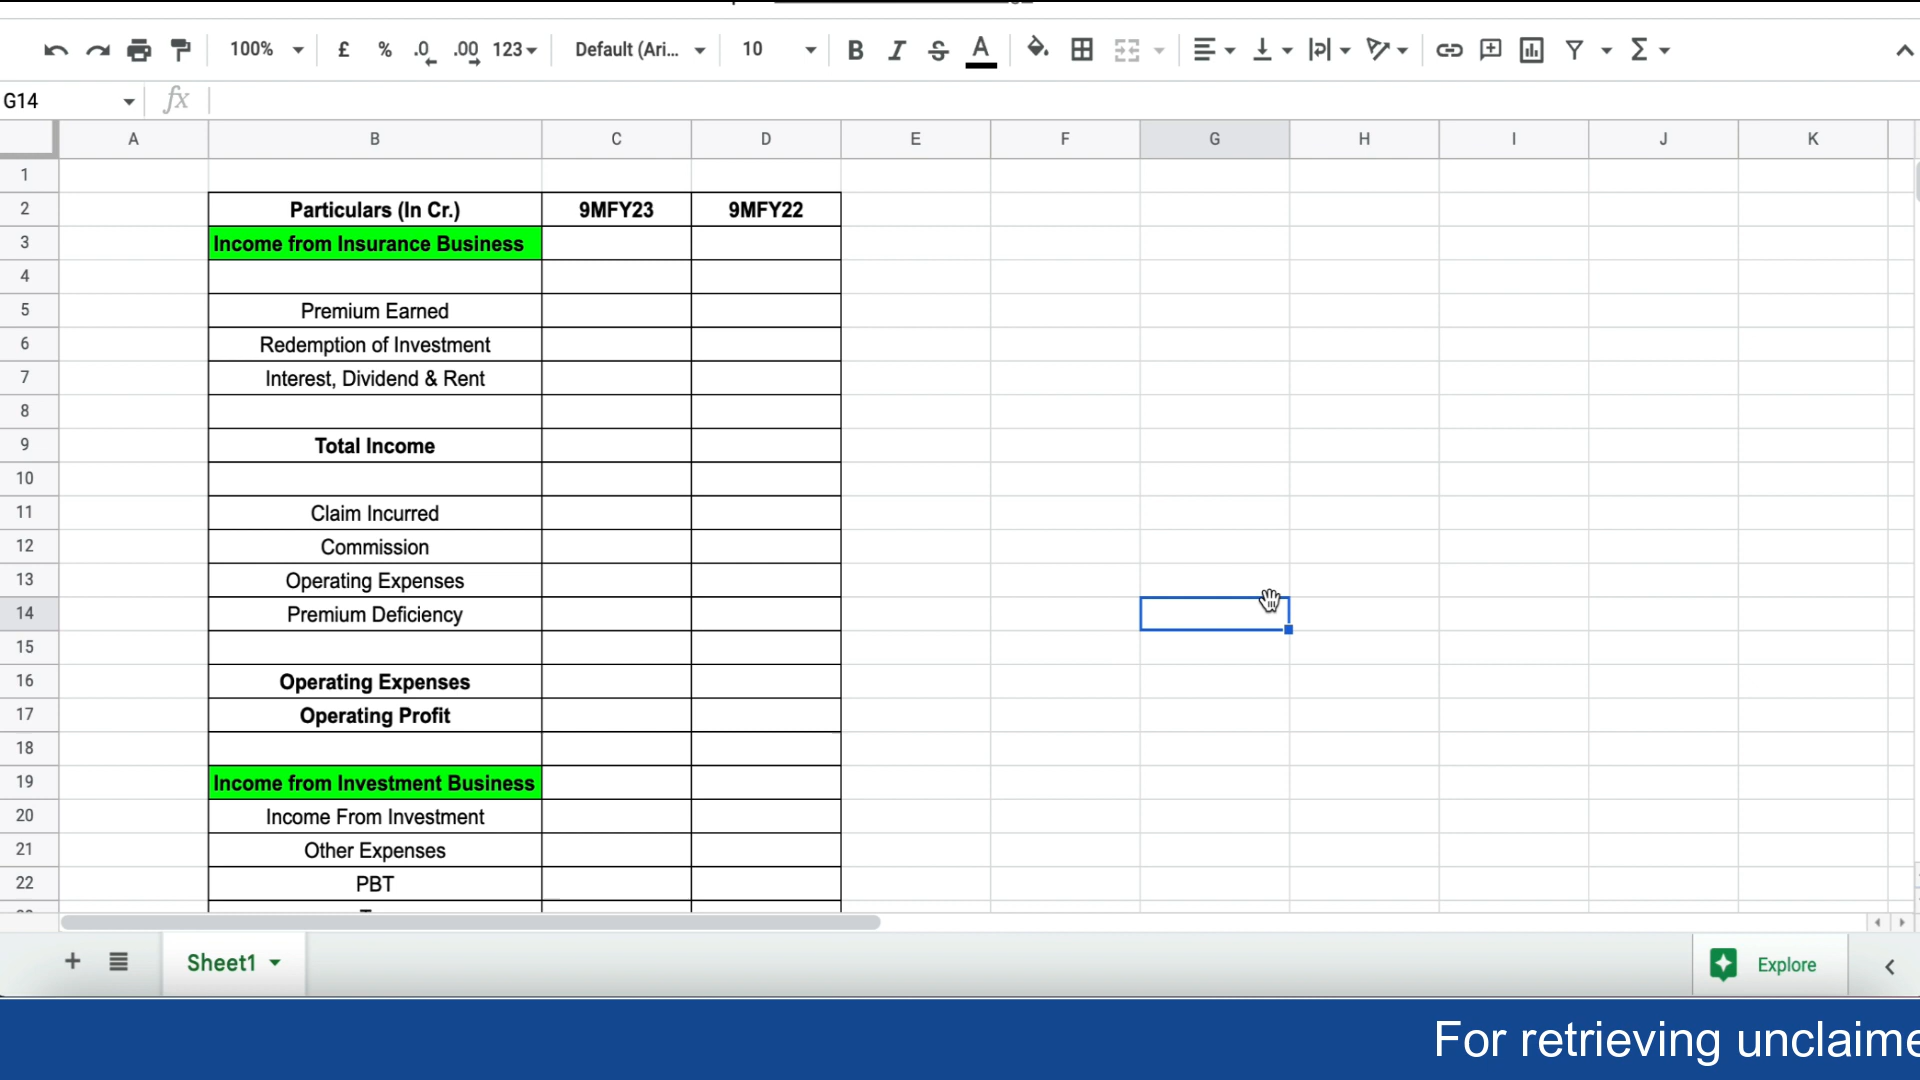 100% £ % .0 .00 123 Default (Ari... 10 B I S A
G14 fx
A B C D E F G H I J K
1
2 Particulars (In Cr.) 9MFY23 9MFY22
3 Income from Insurance Business
4
5 Premium Earned
6 Redemption of Investment
7 Interest, Dividend & Rent
8
9 Total Income
10
11 Claim Incurred
12 Commission
13 Operating Expenses
14 Premium Deficiency
15
16 Operating Expenses
17 Operating Profit
18
19 Income from Investment Business
20 Income From Investment
21 Other Expenses
22 PBT
Sheet1 Explore
For retrieving unclaime